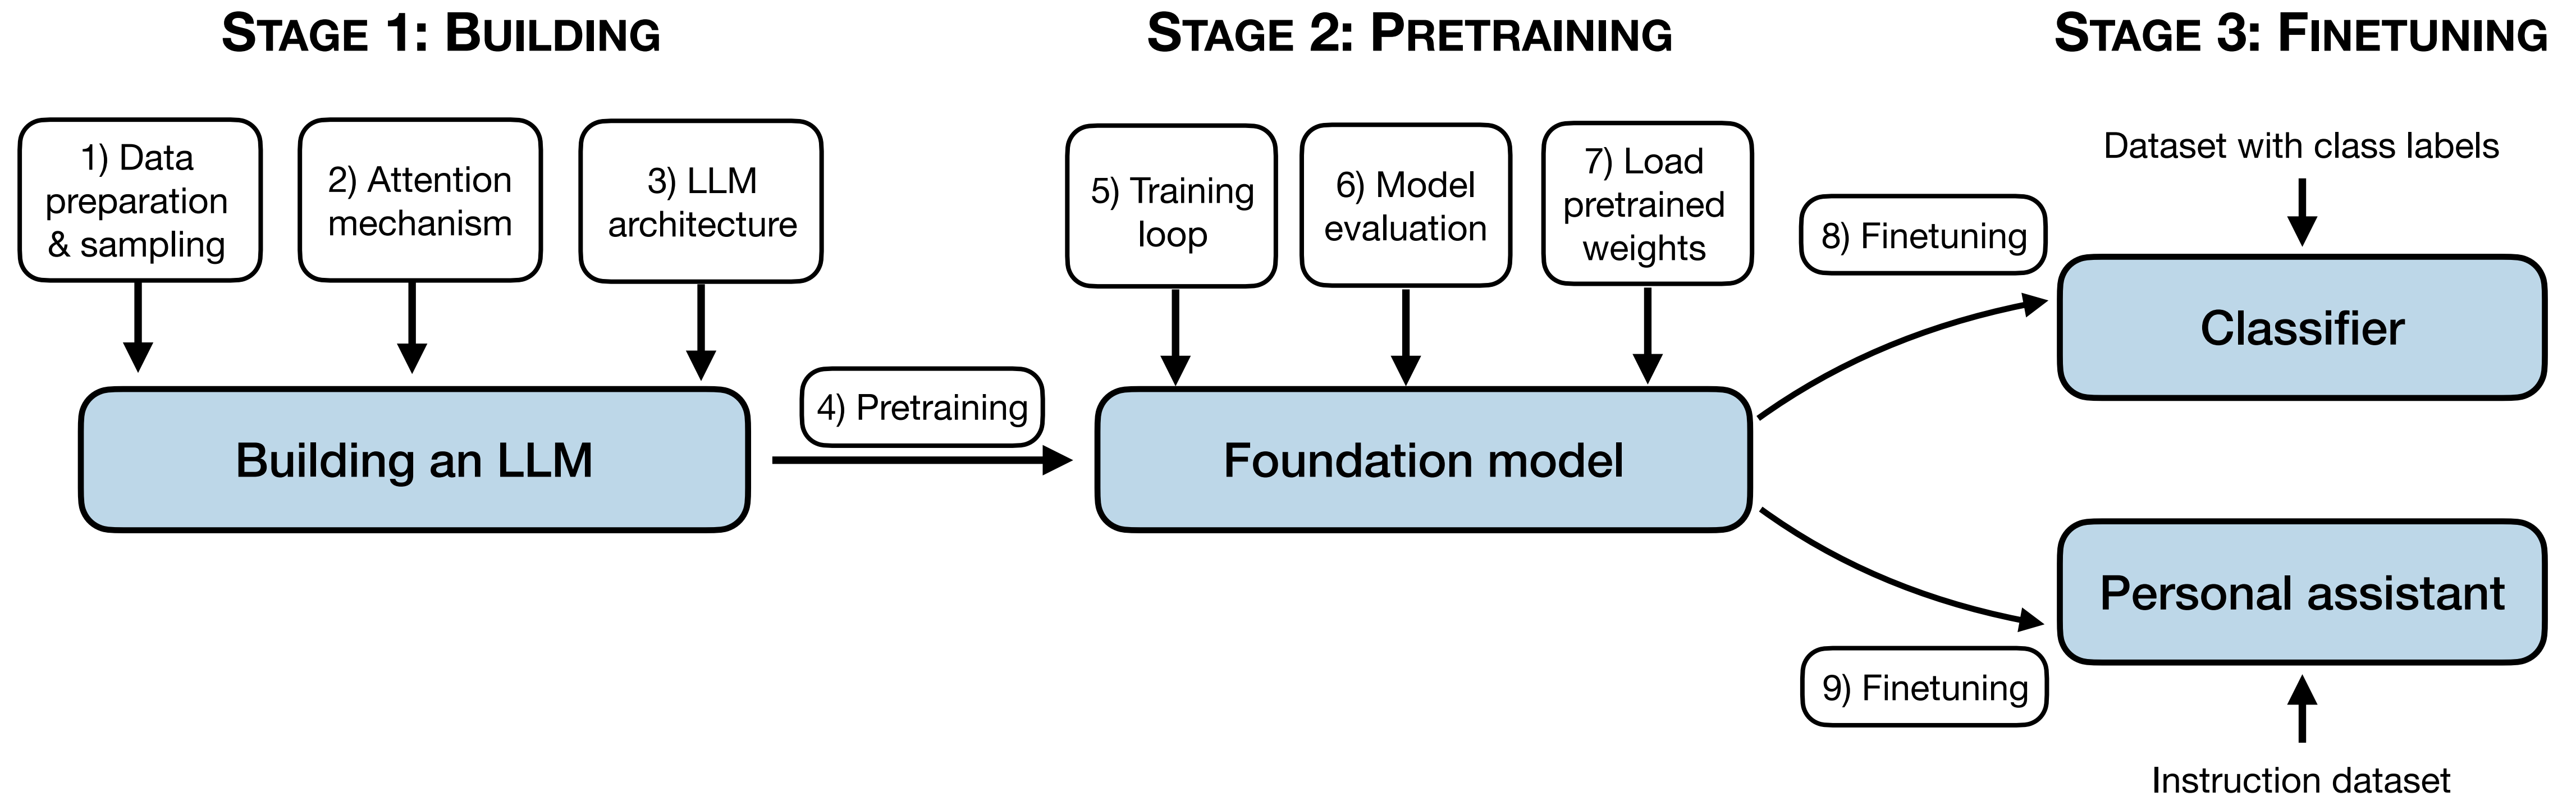 STAGE 1: BUILDING
STAGE 2: PRETRAINING
STAGE 3: FINETUNING
1) Data
preparation
& sampling
2) Attention
mechanism
3) LLM
architecture
Building an LLM
4) Pretraining
5) Training
loop
6) Model
evaluation
7) Load
pretrained
weights
Foundation model
8) Finetuning
Dataset with class labels
Classifier
Personal assistant
9) Finetuning
Instruction dataset